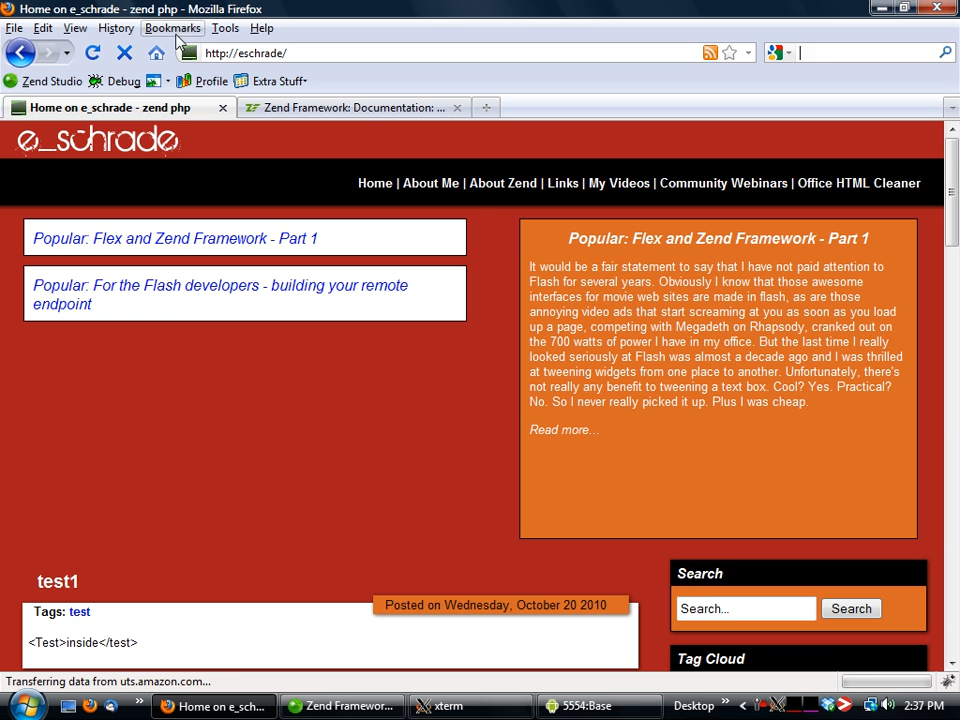 Home on e_schrade - zend php - Mozilla Firefox
File Edit View History Bookmarks Tools Help
http://eschrade/
Zend Studio Debug Profile Extra Stuff*
Home on e_schrade - zend php
Zend Framework: Documentation: ...
e_schrade
Home | About Me | About Zend | Links | My Videos | Community Webinars | Office HTML Cleaner
Popular: Flex and Zend Framework - Part 1
Popular: For the Flash developers - building your remote
endpoint
Popular: Flex and Zend Framework - Part 1
It would be a fair statement to say that I have not paid attention to
Flash for several years. Obviously I know that those awesome
interfaces for movie web sites are made in flash, as are those
annoying video ads that start screaming at you as soon as you load
up a page, competing with Megadeth on Rhapsody, cranked out on
the 700 watts of power I have in my office. But the last time I really
looked seriously at Flash was almost a decade ago and I was thrilled
at tweening widgets from one place to another. Unfortunately, there's
not really any benefit to tweening a text box. Cool? Yes. Practical?
No. So I never really picked it up. Plus I was cheap.
Read more...
test1
Posted on Wednesday, October 20 2010
Tags: test
<Test>inside</test>
Search
Search...
Search
Tag Cloud
Transferring data from uts.amazon.com...
Home on e_sch...
Zend Framewor...
xterm
5554:Base
Desktop
2:37 PM